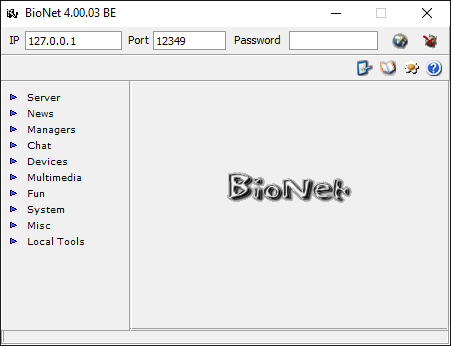 BioNet 4.00.03 BE
IP 127.0.0.1 Port 12349 Password
Server
News
Managers
Chat
Devices
Multimedia
Fun
System
Misc
Local Tools
BioNet